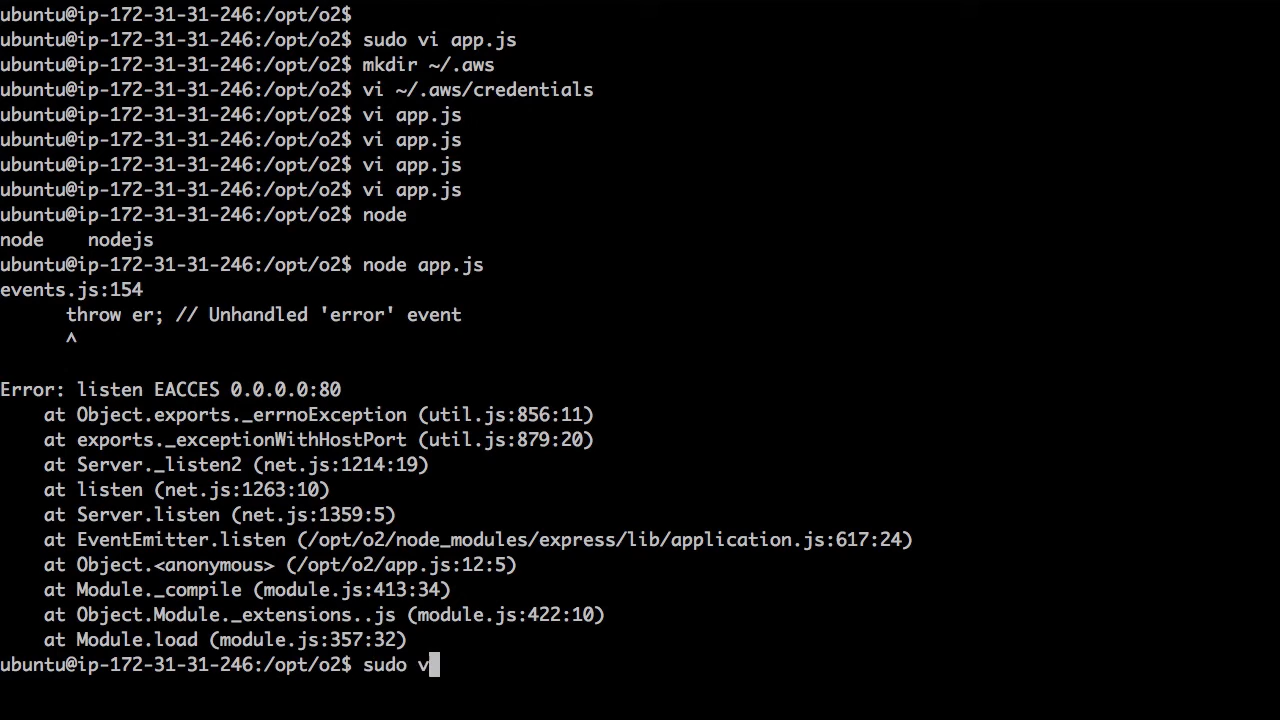 ubuntu@ip-172-31-31-246:/opt/o2$
ubuntu@ip-172-31-31-246:/opt/o2$ sudo vi app.js
ubuntu@ip-172-31-31-246:/opt/o2$ mkdir ~/.aws
ubuntu@ip-172-31-31-246:/opt/o2$ vi ~/.aws/credentials
ubuntu@ip-172-31-31-246:/opt/o2$ vi app.js
ubuntu@ip-172-31-31-246:/opt/o2$ vi app.js
ubuntu@ip-172-31-31-246:/opt/o2$ vi app.js
ubuntu@ip-172-31-31-246:/opt/o2$ vi app.js
ubuntu@ip-172-31-31-246:/opt/o2$ node
node    nodejs
ubuntu@ip-172-31-31-246:/opt/o2$ node app.js
events.js:154
      throw er; // Unhandled 'error' event
      ^
Error: listen EACCES 0.0.0.0:80
    at Object.exports._errnoException (util.js:856:11)
    at exports._exceptionWithHostPort (util.js:879:20)
    at Server._listen2 (net.js:1214:19)
    at listen (net.js:1263:10)
    at Server.listen (net.js:1359:5)
    at EventEmitter.listen (/opt/o2/node_modules/express/lib/application.js:617:24)
    at Object.<anonymous> (/opt/o2/app.js:12:5)
    at Module._compile (module.js:413:34)
    at Object.Module._extensions..js (module.js:422:10)
    at Module.load (module.js:357:32)
ubuntu@ip-172-31-31-246:/opt/o2$ sudo v